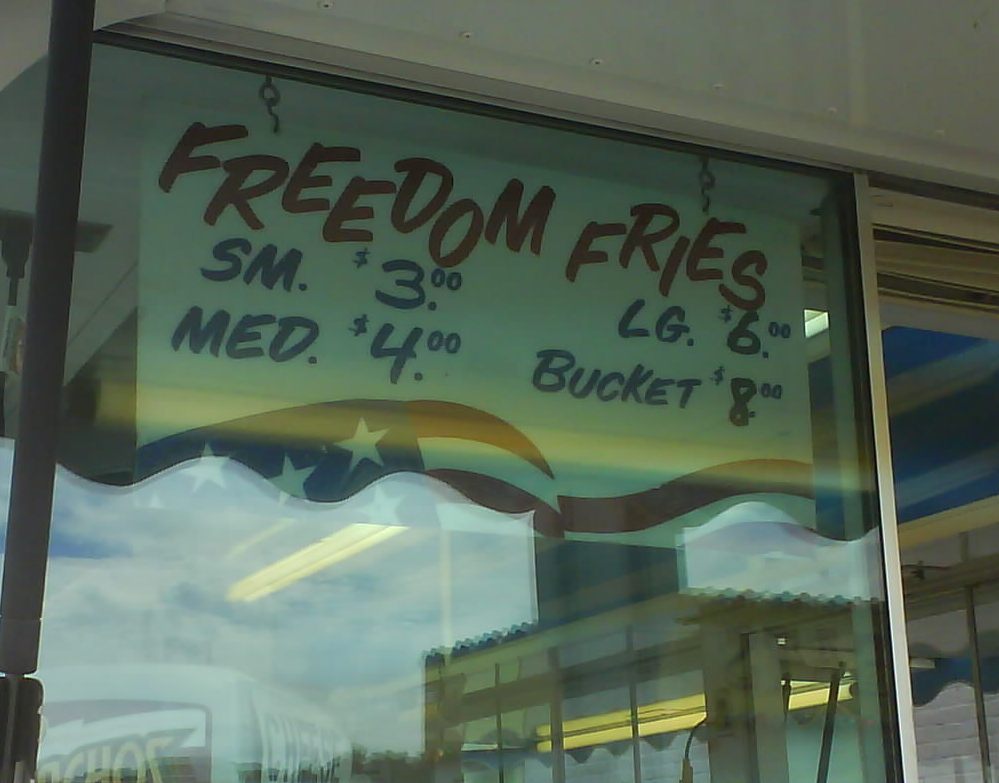 FREEDOM FRIES
SM. $3.00
MED. $4.00
LG. $6.00
BUCKET $8.00